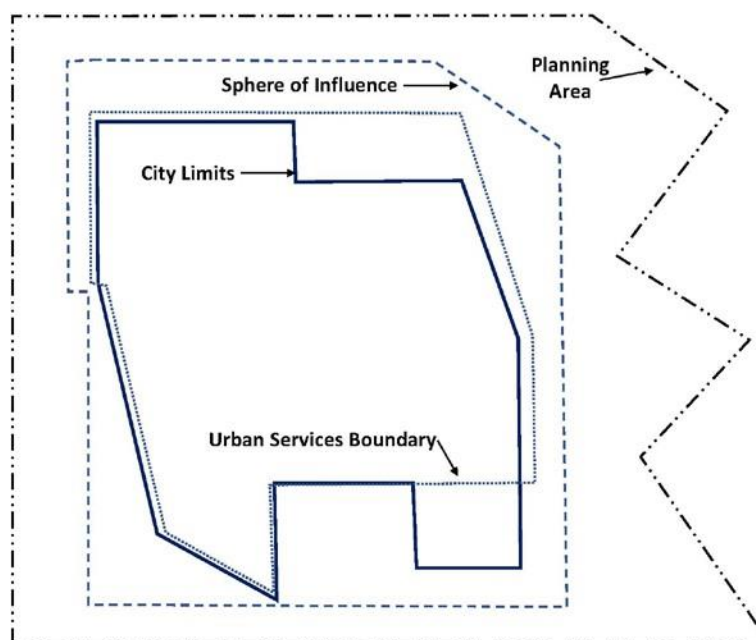 Planning
Area
Sphere of Influence
City Limits
Urban Services Boundary